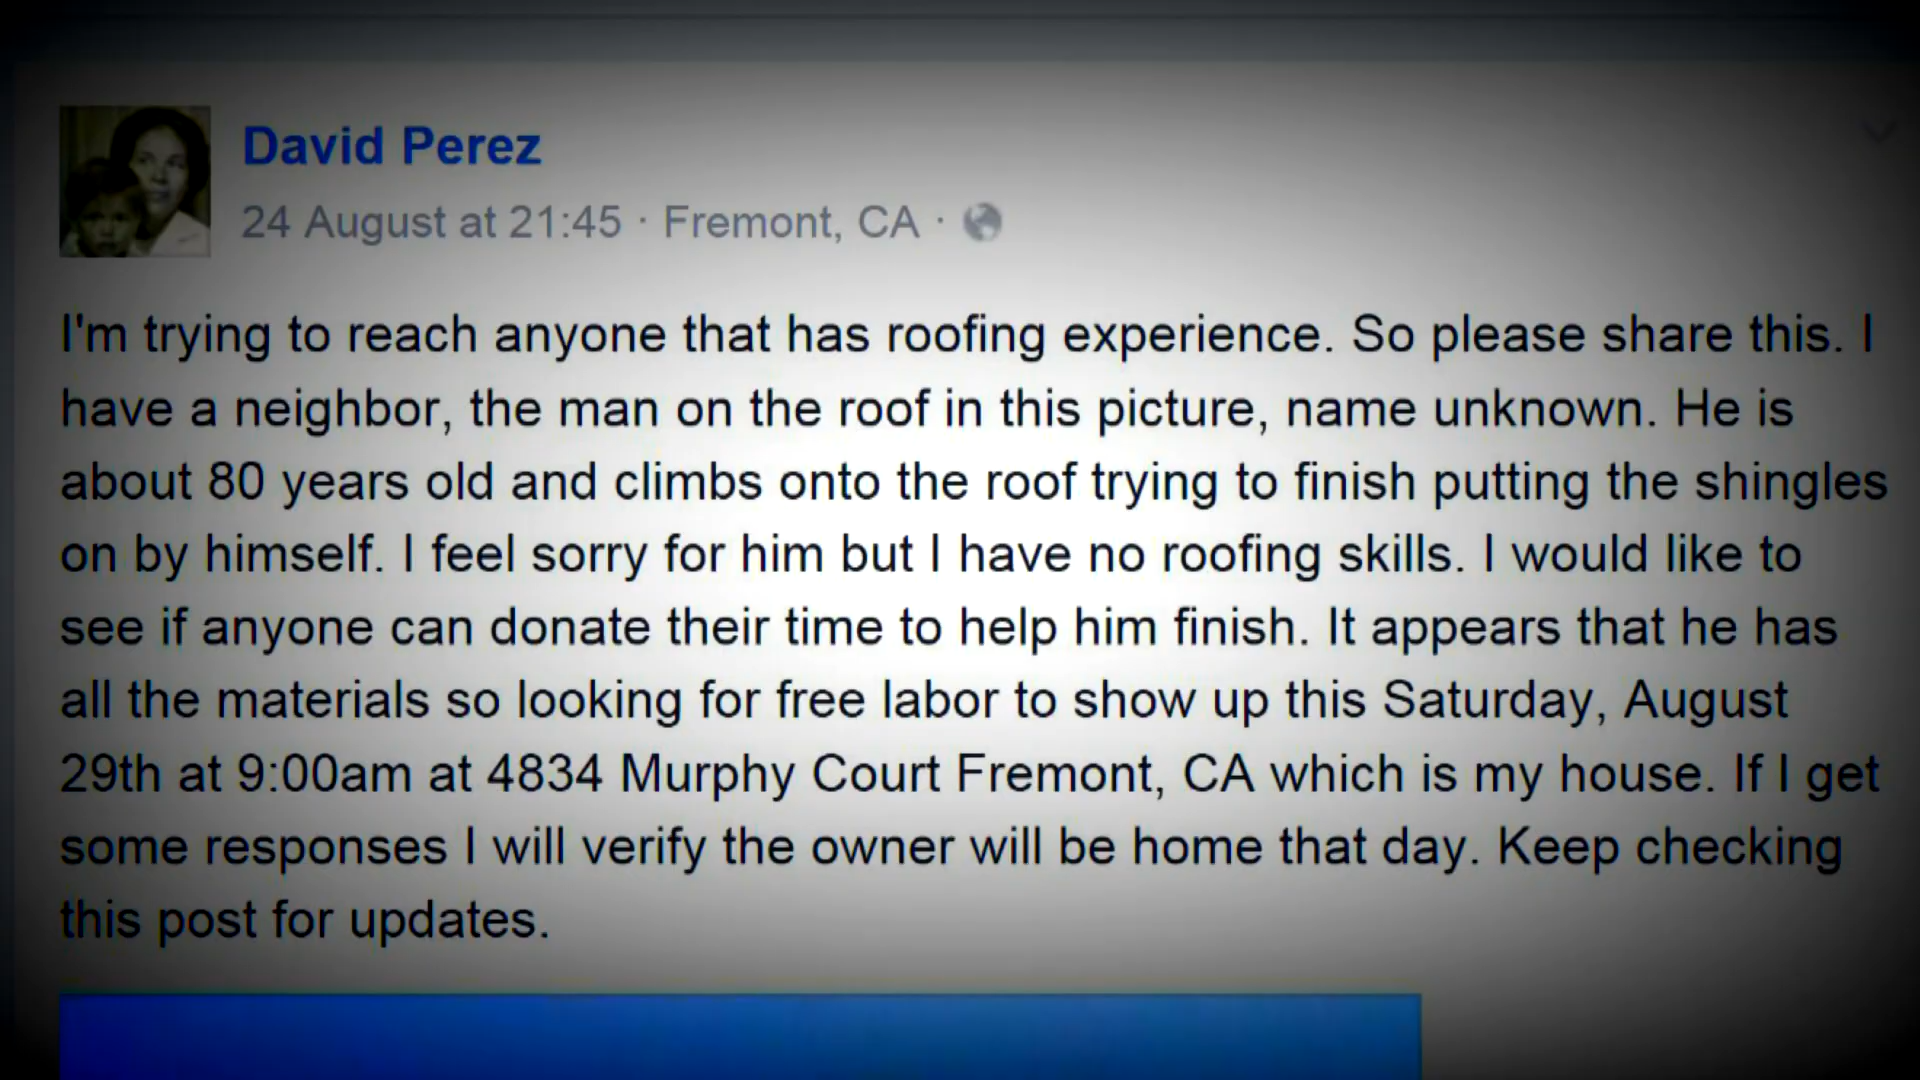 David Perez
24 August at 21:45 · Fremont, CA ·
I'm trying to reach anyone that has roofing experience. So please share this. I
have a neighbor, the man on the roof in this picture, name unknown. He is
about 80 years old and climbs onto the roof trying to finish putting the shingles
on by himself. I feel sorry for him but I have no roofing skills. I would like to
see if anyone can donate their time to help him finish. It appears that he has
all the materials so looking for free labor to show up this Saturday, August
29th at 9:00am at 4834 Murphy Court Fremont, CA which is my house. If I get
some responses I will verify the owner will be home that day. Keep checking
this post for updates.